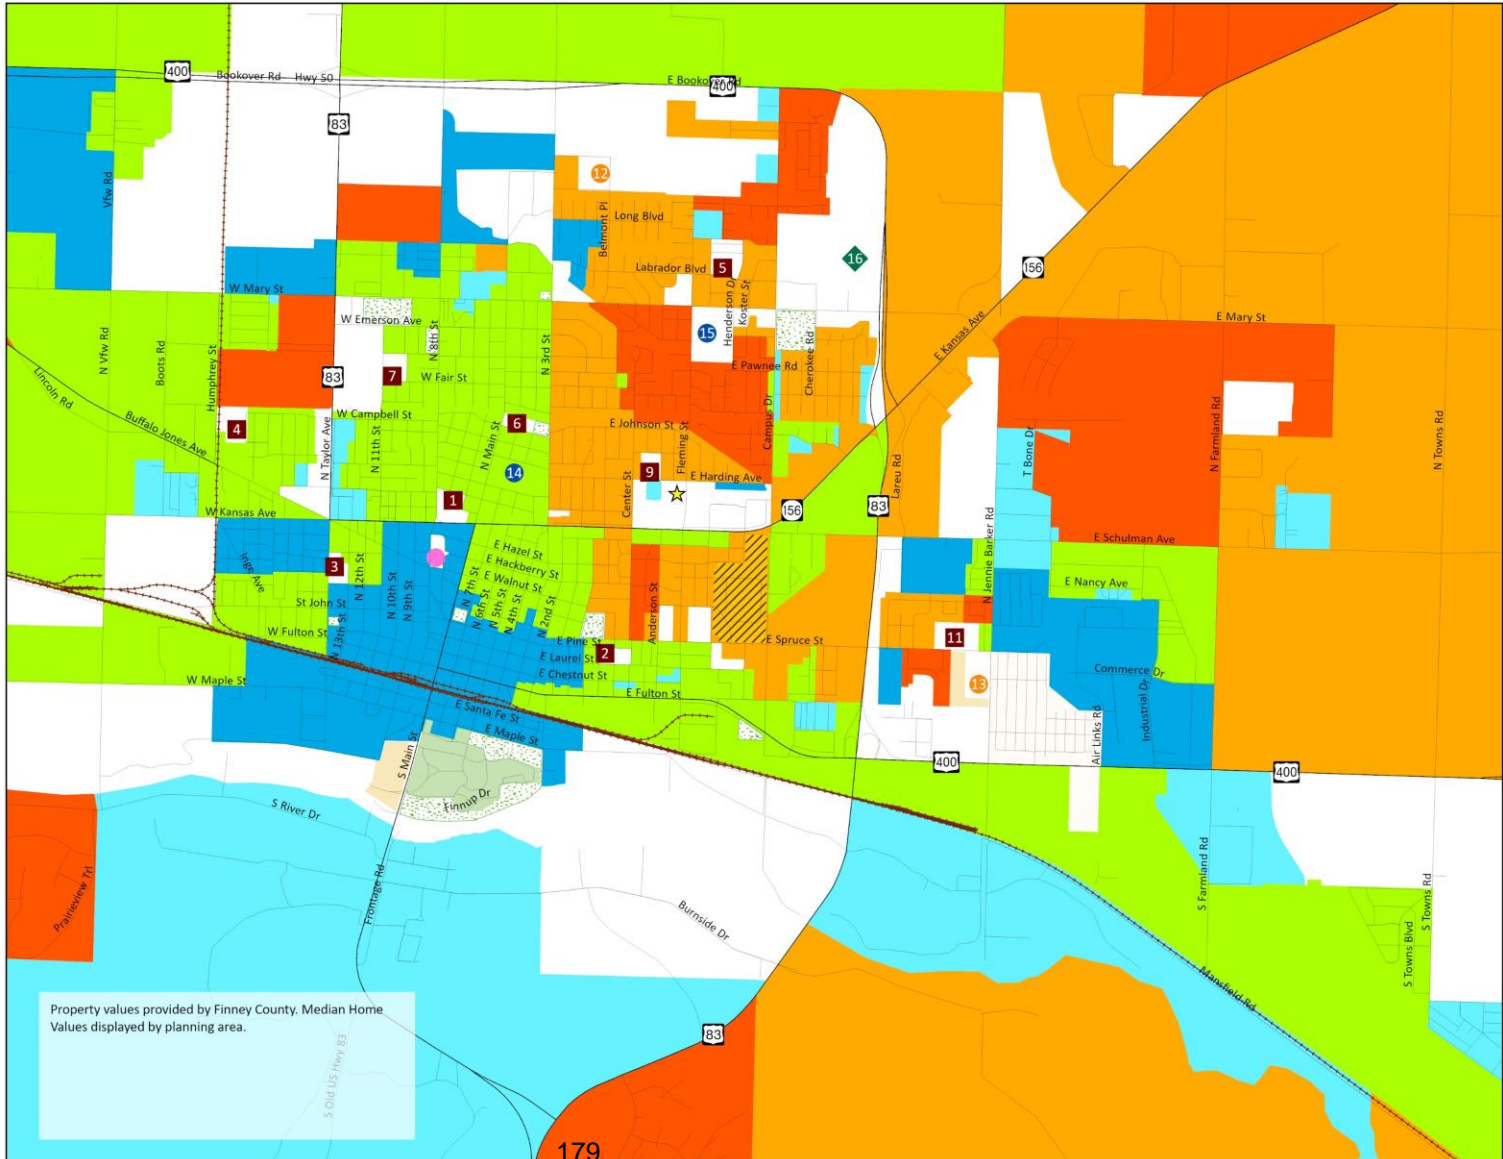 400
Bookover Rd
Hwy 50
E Bookover Rd
400
83
Vfw Rd
12
Long Blvd
Belmont Pl
16
Labrador Blvd
5
156
W Mary St
Henderson Dr
Koster St
W Emerson Ave
N 8th St
15
E Mary St
N Vfw Rd
Boots Rd
Humphrey St
N 3rd St
E Kansas Ave
E Pawnee Rd
Cherokee Rd
83
7
W Fair St
Lincoln Rd
Buffalo Jones Ave
W Campbell St
4
N Taylor Ave
N 11th St
N Main St
6
E Johnson St
Fleming St
Campus Dr
T Bone Dr
N Farmland Rd
N Towns Rd
14
9
E Harding Ave
Center St
Lareu Rd
1
156
83
W Kansas Ave
N Jennie Barker Rd
E Schulman Ave
E Hazel St
E Hackberry St
E Walnut St
3
Inge Ave
N 12th St
N 10th St
N 9th St
N 7th St
N 6th St
N 5th St
N 4th St
N 2nd St
Anderson St
E Nancy Ave
St John St
W Fulton St
N 13th St
E Pine St
E Spruce St
11
2
E Laurel St
E Chestnut St
Commerce Dr
W Maple St
E Fulton St
13
Industrial Dr
E Santa Fe St
E Maple St
S Main St
Air Links Rd
400
400
Finnup Dr
S River Dr
Prairieview Trl
Frontage Rd
S Farmland Rd
S Towns Rd
Burnside Dr
S Towns Blvd
Mansfield Rd
Property values provided by Finney County. Median Home
Values displayed by planning area.
83
S Old US Hwy 83
179